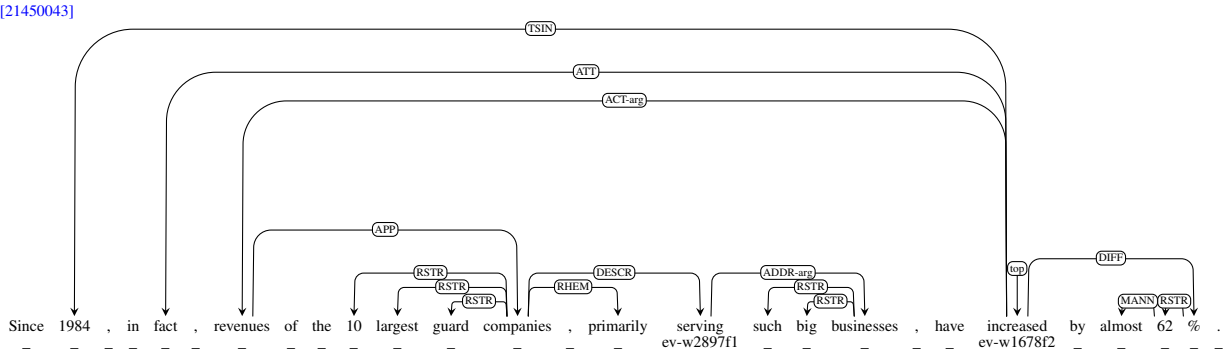 [21450043]
TSIN
ATT
ACT-arg
APP
DIFF
top
RSTR DESCR ADDR-arg
RSTR RHEM RSTR
RSTR RSTR MANN RSTR
Since 1984 , in fact , revenues of the 10 largest guard companies , primarily serving such big businesses , have increased by almost 62 % .
_ _ _ _ _ _ _ _ _ _ _ _ _ _ _ ev-w2897f1 _ _ _ _ _ ev-w1678f2 _ _ _ _ _